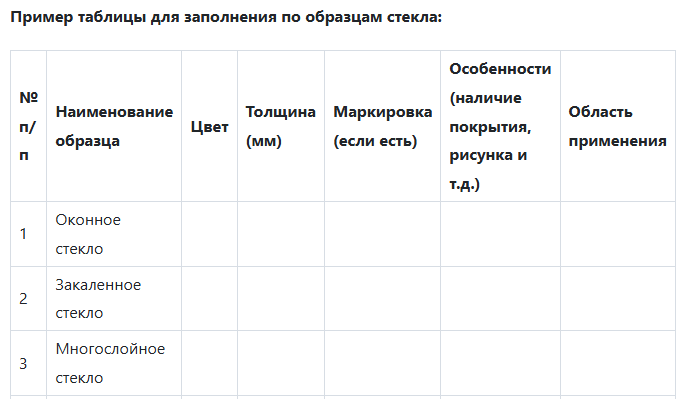 Пример таблицы для заполнения по образцам стекла:
№ п/п
Наименование образца
Цвет
Толщина (мм)
Маркировка (если есть)
Особенности (наличие покрытия, рисунка и т.д.)
Область применения
1
Оконное стекло
2
Закаленное стекло
3
Многослойное стекло